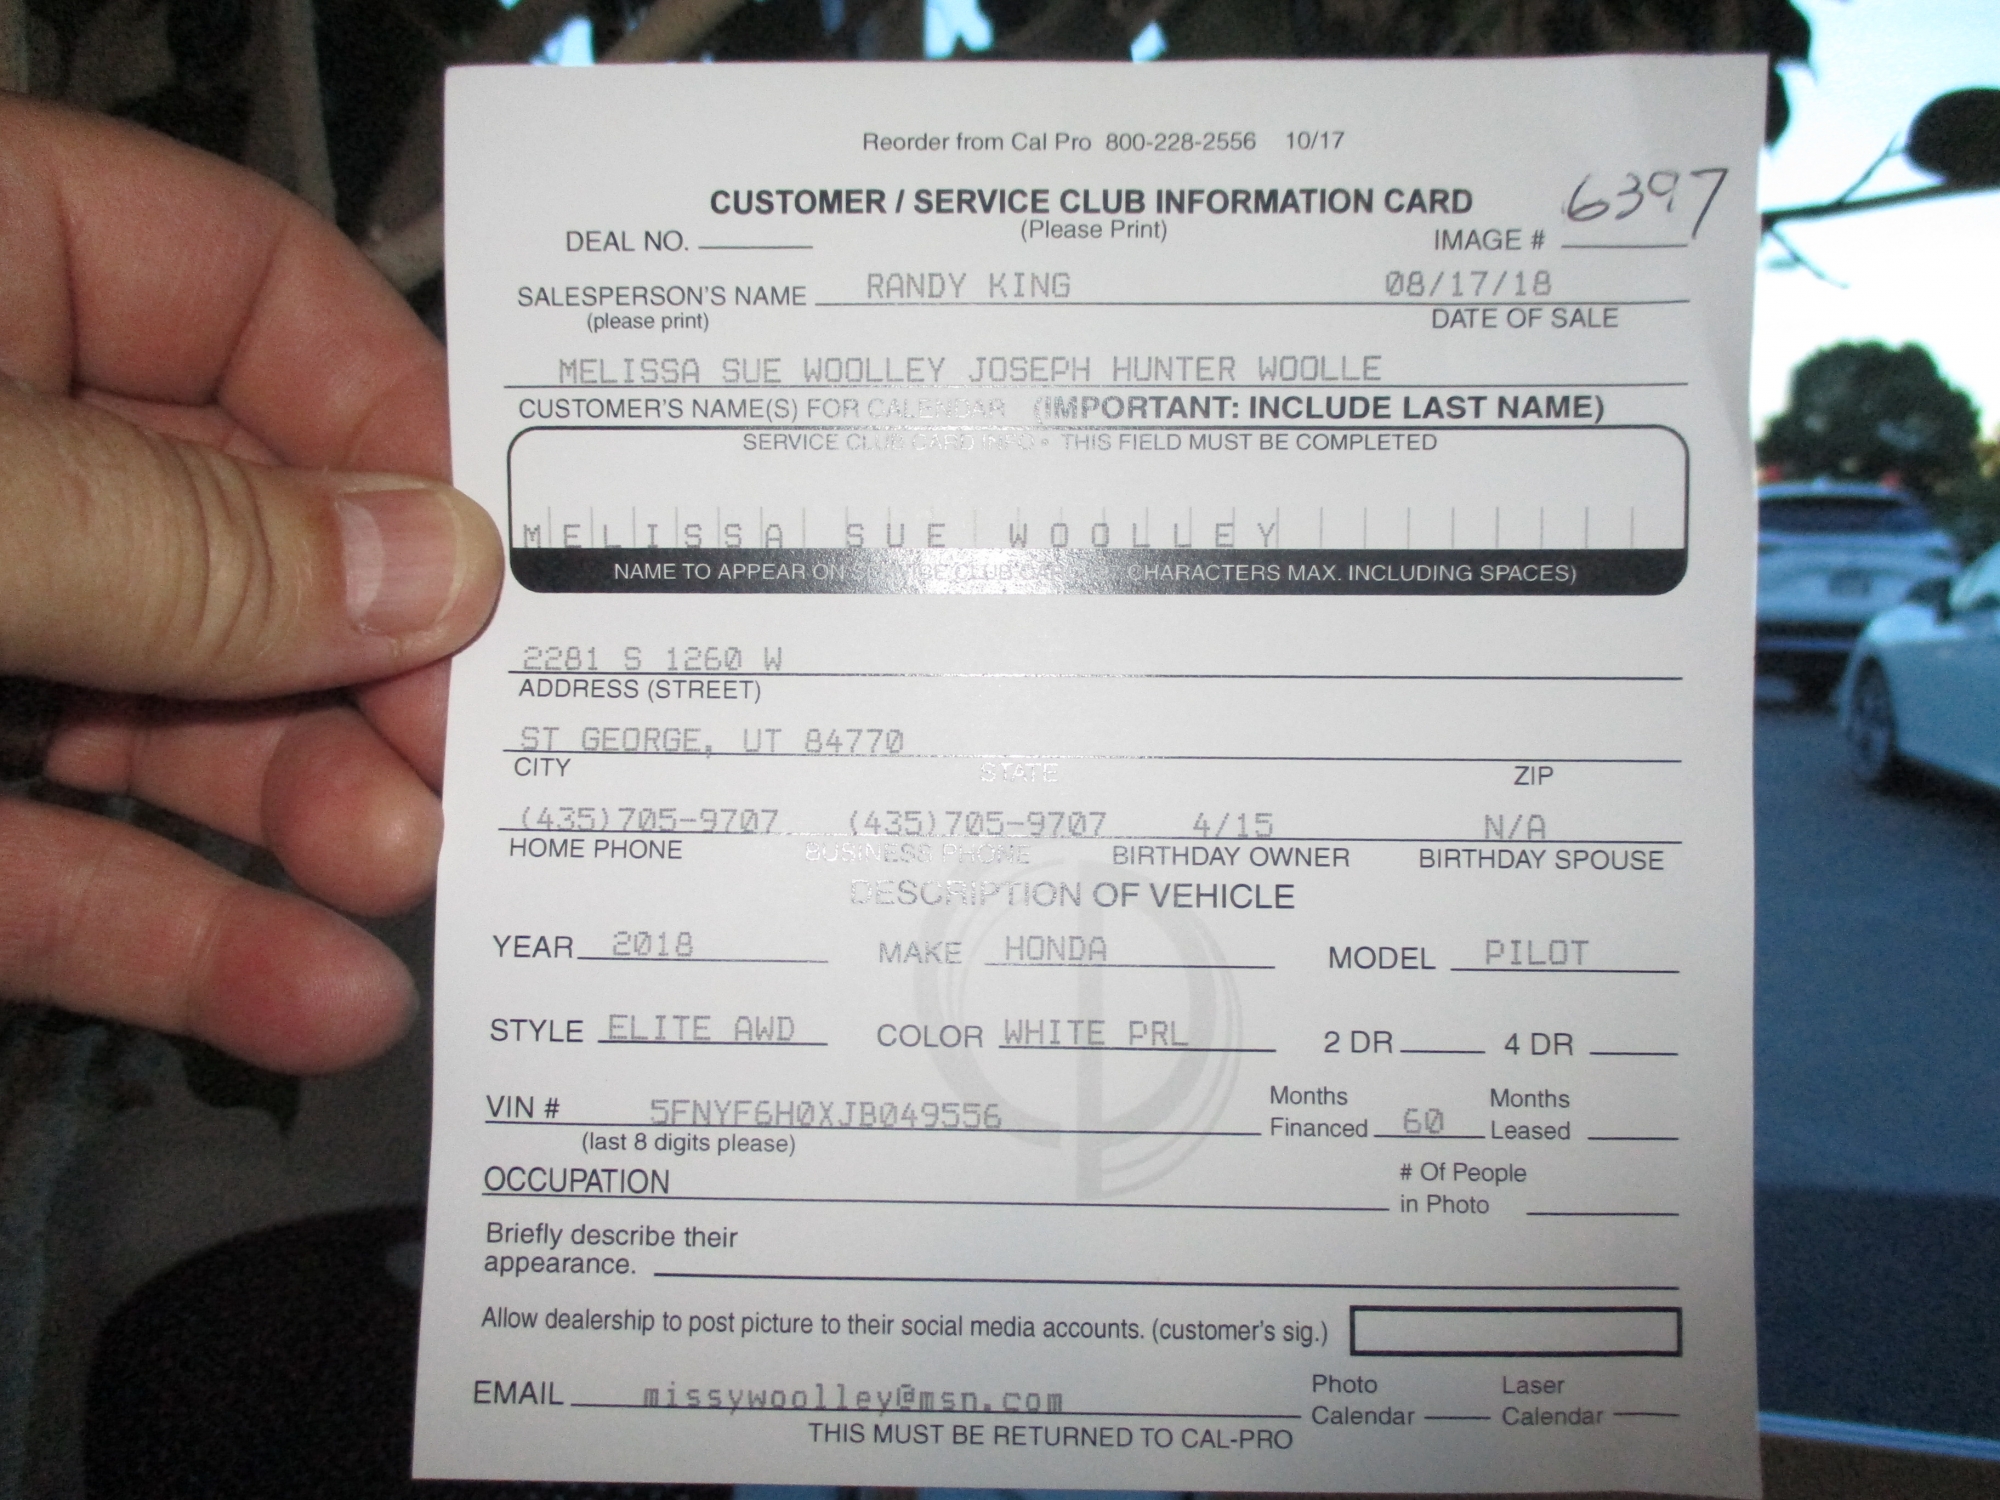 Reorder from Cal Pro 800-228-2556 10/17
CUSTOMER / SERVICE CLUB INFORMATION CARD
(Please Print)
DEAL NO. IMAGE # 6397
SALESPERSON'S NAME RANDY KING 08/17/18
(please print) DATE OF SALE
MELISSA SUE WOOLLEY JOSEPH HUNTER WOOLLE
CUSTOMER'S NAME(S) FOR CALENDAR (IMPORTANT: INCLUDE LAST NAME)
SERVICE CLUB CARD INFO • THIS FIELD MUST BE COMPLETED
MELISSA SUE WOOLLEY
NAME TO APPEAR ON SERVICE CLUB CARD CHARACTERS MAX. INCLUDING SPACES)
2281 S 1260 W
ADDRESS (STREET)
ST GEORGE, UT 84770
CITY STATE ZIP
(435)705-9707 (435)705-9707 4/15 N/A
HOME PHONE BUSINESS PHONE BIRTHDAY OWNER BIRTHDAY SPOUSE
DESCRIPTION OF VEHICLE
YEAR 2018 MAKE HONDA MODEL PILOT
STYLE ELITE AWD COLOR WHITE PRL 2 DR 4 DR
VIN # 5FNYF6H0XJB049556 Months Financed 60 Months Leased
(last 8 digits please)
OCCUPATION # Of People in Photo
Briefly describe their
appearance.
Allow dealership to post picture to their social media accounts. (customer's sig.)
EMAIL missywoolley@msn.com Photo Calendar Laser Calendar
THIS MUST BE RETURNED TO CAL-PRO